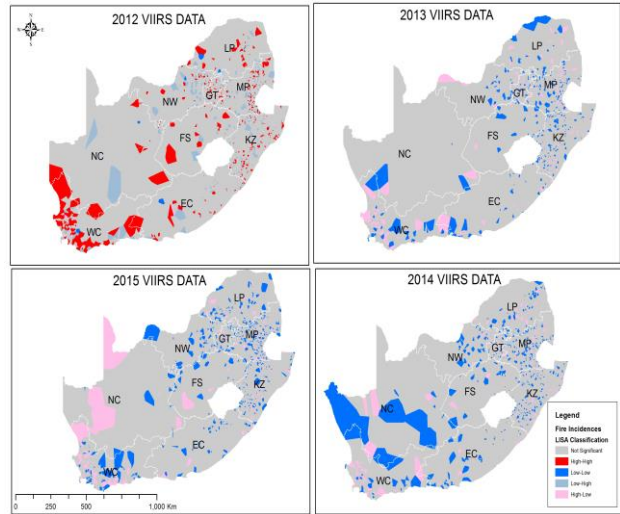 2012 VIIRS DATA
LP
NW
GT
MP
FS
KZ
NC
EC
WC
2013 VIIRS DATA
LP
NW
GT
MP
FS
KZ
NC
EC
WC
2015 VIIRS DATA
LP
NW
GT
MP
FS
KZ
NC
EC
WC
0 250 500 1,000 Km
2014 VIIRS DATA
LP
NW
GT
MP
FS
KZ
NC
EC
WC
Legend
Fire Incidences
LISA Classification
Not Significant
High-High
Low-Low
Low-High
High-Low